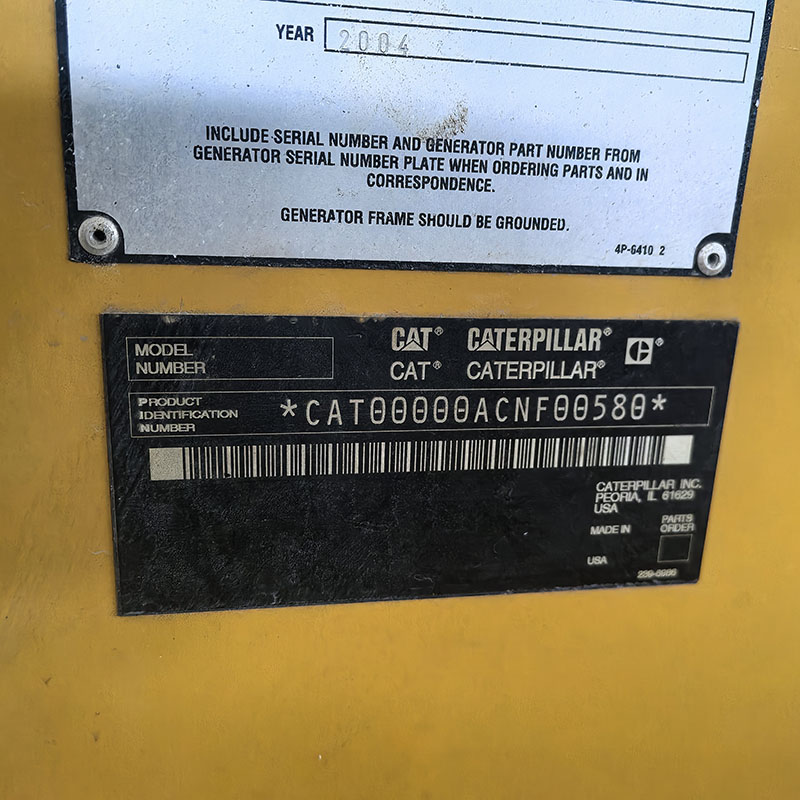 YEAR 2004
INCLUDE SERIAL NUMBER AND GENERATOR PART NUMBER FROM
GENERATOR SERIAL NUMBER PLATE WHEN ORDERING PARTS AND IN
CORRESPONDENCE.
GENERATOR FRAME SHOULD BE GROUNDED.
4P-6410 2
MODEL
NUMBER
CAT® CATERPILLAR® C®
CAT® CATERPILLAR®
PRODUCT
IDENTIFICATION
NUMBER
*CAT00000ACNF00580*
CATERPILLAR INC.
PEORIA, IL 61629
USA
MADE IN
USA
PARTS
ORDER
239-6986